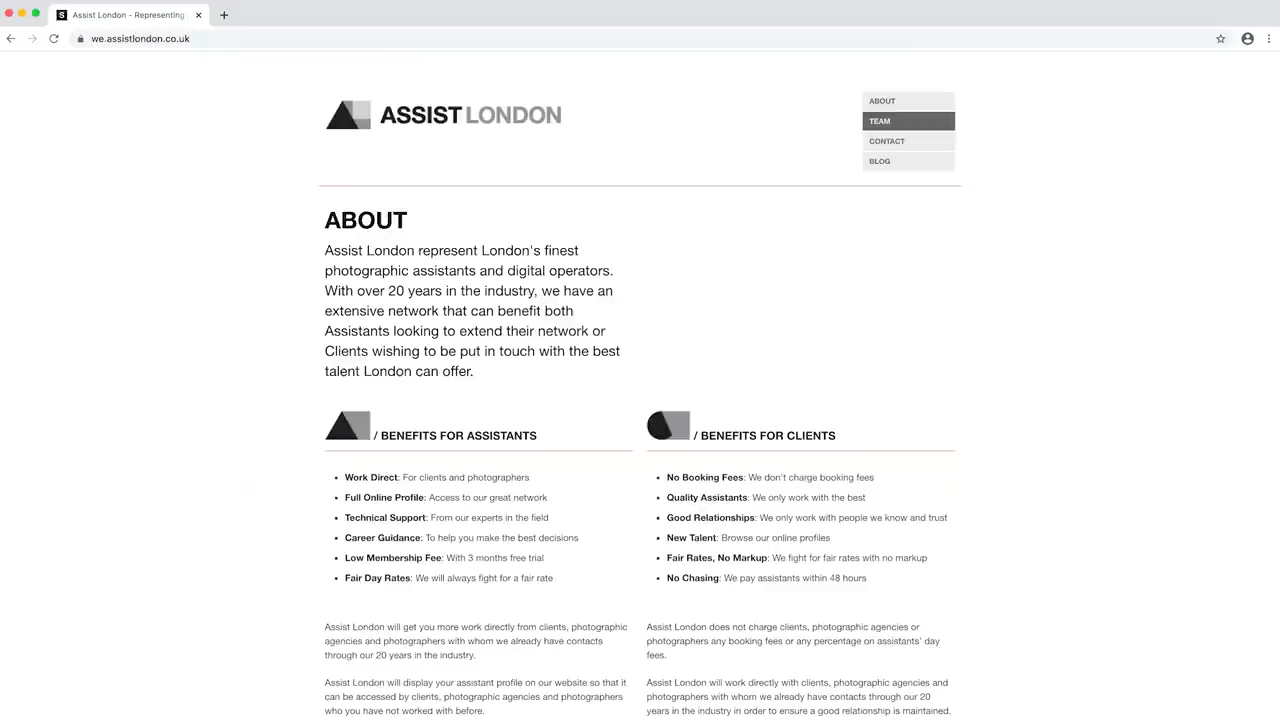 Assist London - Representing
we.assistlondon.co.uk
ASSIST LONDON
ABOUT
TEAM
CONTACT
BLOG
ABOUT
Assist London represent London's finest
photographic assistants and digital operators.
With over 20 years in the industry, we have an
extensive network that can benefit both
Assistants looking to extend their network or
Clients wishing to be put in touch with the best
talent London can offer.
/ BENEFITS FOR ASSISTANTS
• Work Direct: For clients and photographers
• Full Online Profile: Access to our great network
• Technical Support: From our experts in the field
• Career Guidance: To help you make the best decisions
• Low Membership Fee: With 3 months free trial
• Fair Day Rates: We will always fight for a fair rate
Assist London will get you more work directly from clients, photographic
agencies and photographers with whom we already have contacts
through our 20 years in the industry.
Assist London will display your assistant profile on our website so that it
can be accessed by clients, photographic agencies and photographers
who you have not worked with before.
/ BENEFITS FOR CLIENTS
• No Booking Fees: We don't charge booking fees
• Quality Assistants: We only work with the best
• Good Relationships: We only work with people we know and trust
• New Talent: Browse our online profiles
• Fair Rates, No Markup: We fight for fair rates with no markup
• No Chasing: We pay assistants within 48 hours
Assist London does not charge clients, photographic agencies or
photographers any booking fees or any percentage on assistants' day
fees.
Assist London will work directly with clients, photographic agencies and
photographers with whom we already have contacts through our 20
years in the industry in order to ensure a good relationship is maintained.